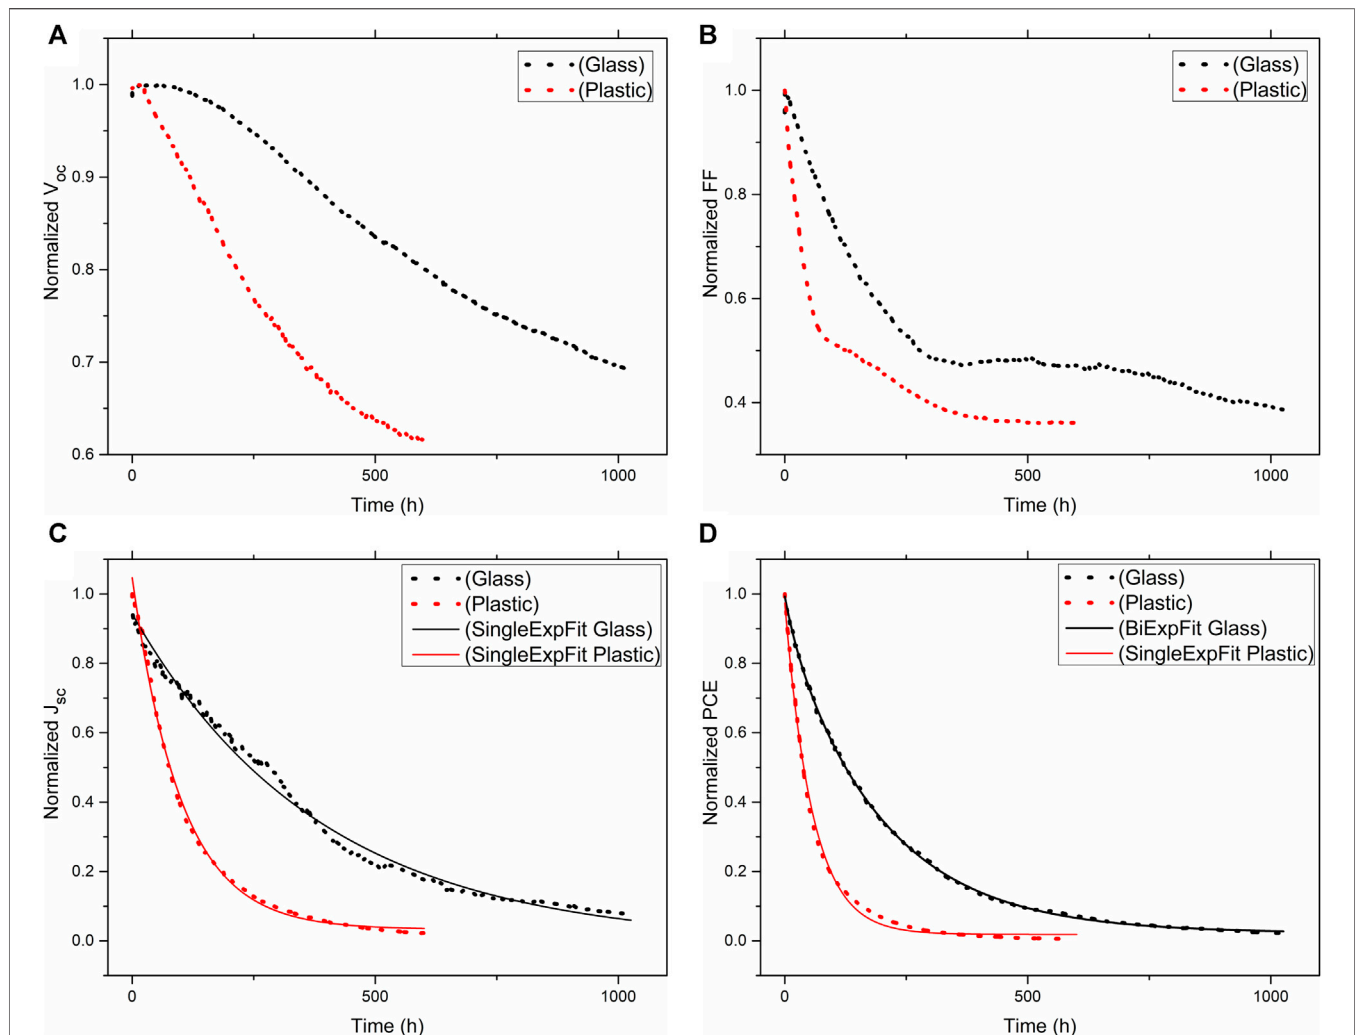 A
(Glass)
(Plastic)
1.0
0.9
0.8
0.7
0.6
Normalized Voc
0
500
1000
Time (h)
B
(Glass)
(Plastic)
1.0
0.8
0.6
0.4
Normalized FF
0
500
1000
Time (h)
C
(Glass)
(Plastic)
(SingleExpFit Glass)
(SingleExpFit Plastic)
1.0
0.8
0.6
0.4
0.2
0.0
Normalized Jsc
0
500
1000
Time (h)
D
(Glass)
(Plastic)
(BiExpFit Glass)
(SingleExpFit Plastic)
1.0
0.8
0.6
0.4
0.2
0.0
Normalized PCE
0
500
1000
Time (h)